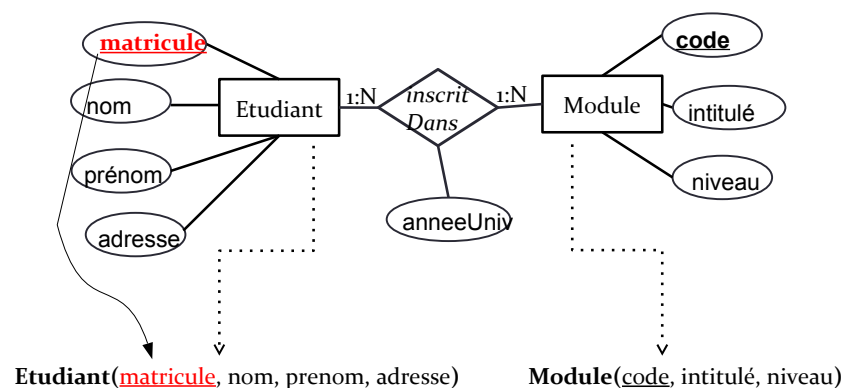 matricule
code
nom
Etudiant
1:N
inscrit
Dans
1:N
Module
intitulé
prénom
niveau
adresse
anneeUniv
Etudiant(matricule, nom, prenom, adresse)
Module(code, intitulé, niveau)